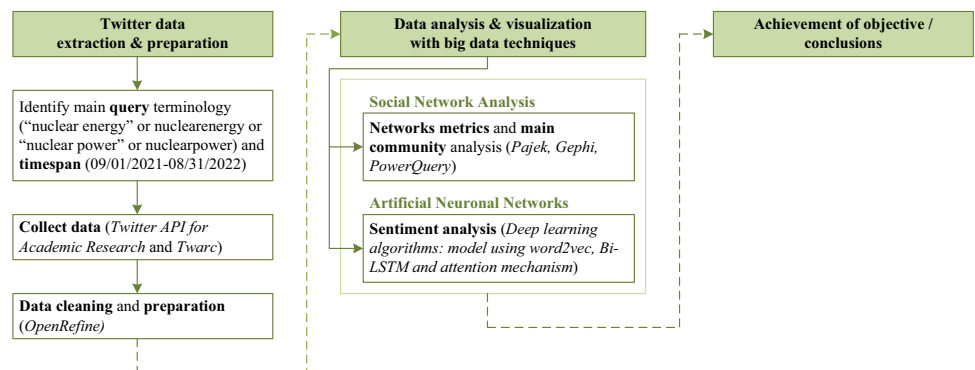 Twitter data
extraction & preparation
Identify main query terminology
(“nuclear energy” or nuclearenergy or
“nuclear power” or nuclearpower) and
timespan (09/01/2021-08/31/2022)
Collect data (Twitter API for
Academic Research and Twarc)
Data cleaning and preparation
(OpenRefine)
Data analysis & visualization
with big data techniques
Social Network Analysis
Networks metrics and main
community analysis (Pajek, Gephi,
PowerQuery)
Artificial Neuronal Networks
Sentiment analysis (Deep learning
algorithms: model using word2vec, Bi-
LSTM and attention mechanism)
Achievement of objective /
conclusions